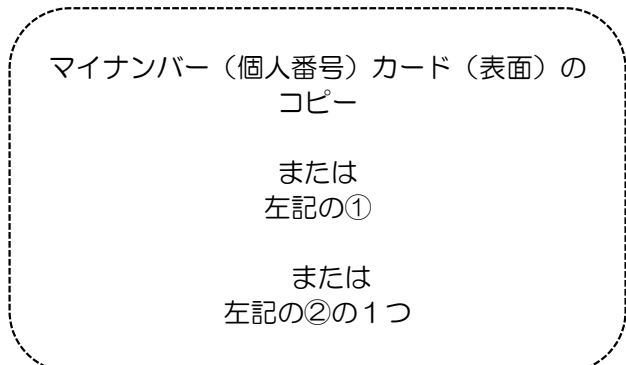 マイナンバー（個人番号）カード（表面）の
コピー
または
左記の①
または
左記の②の１つ